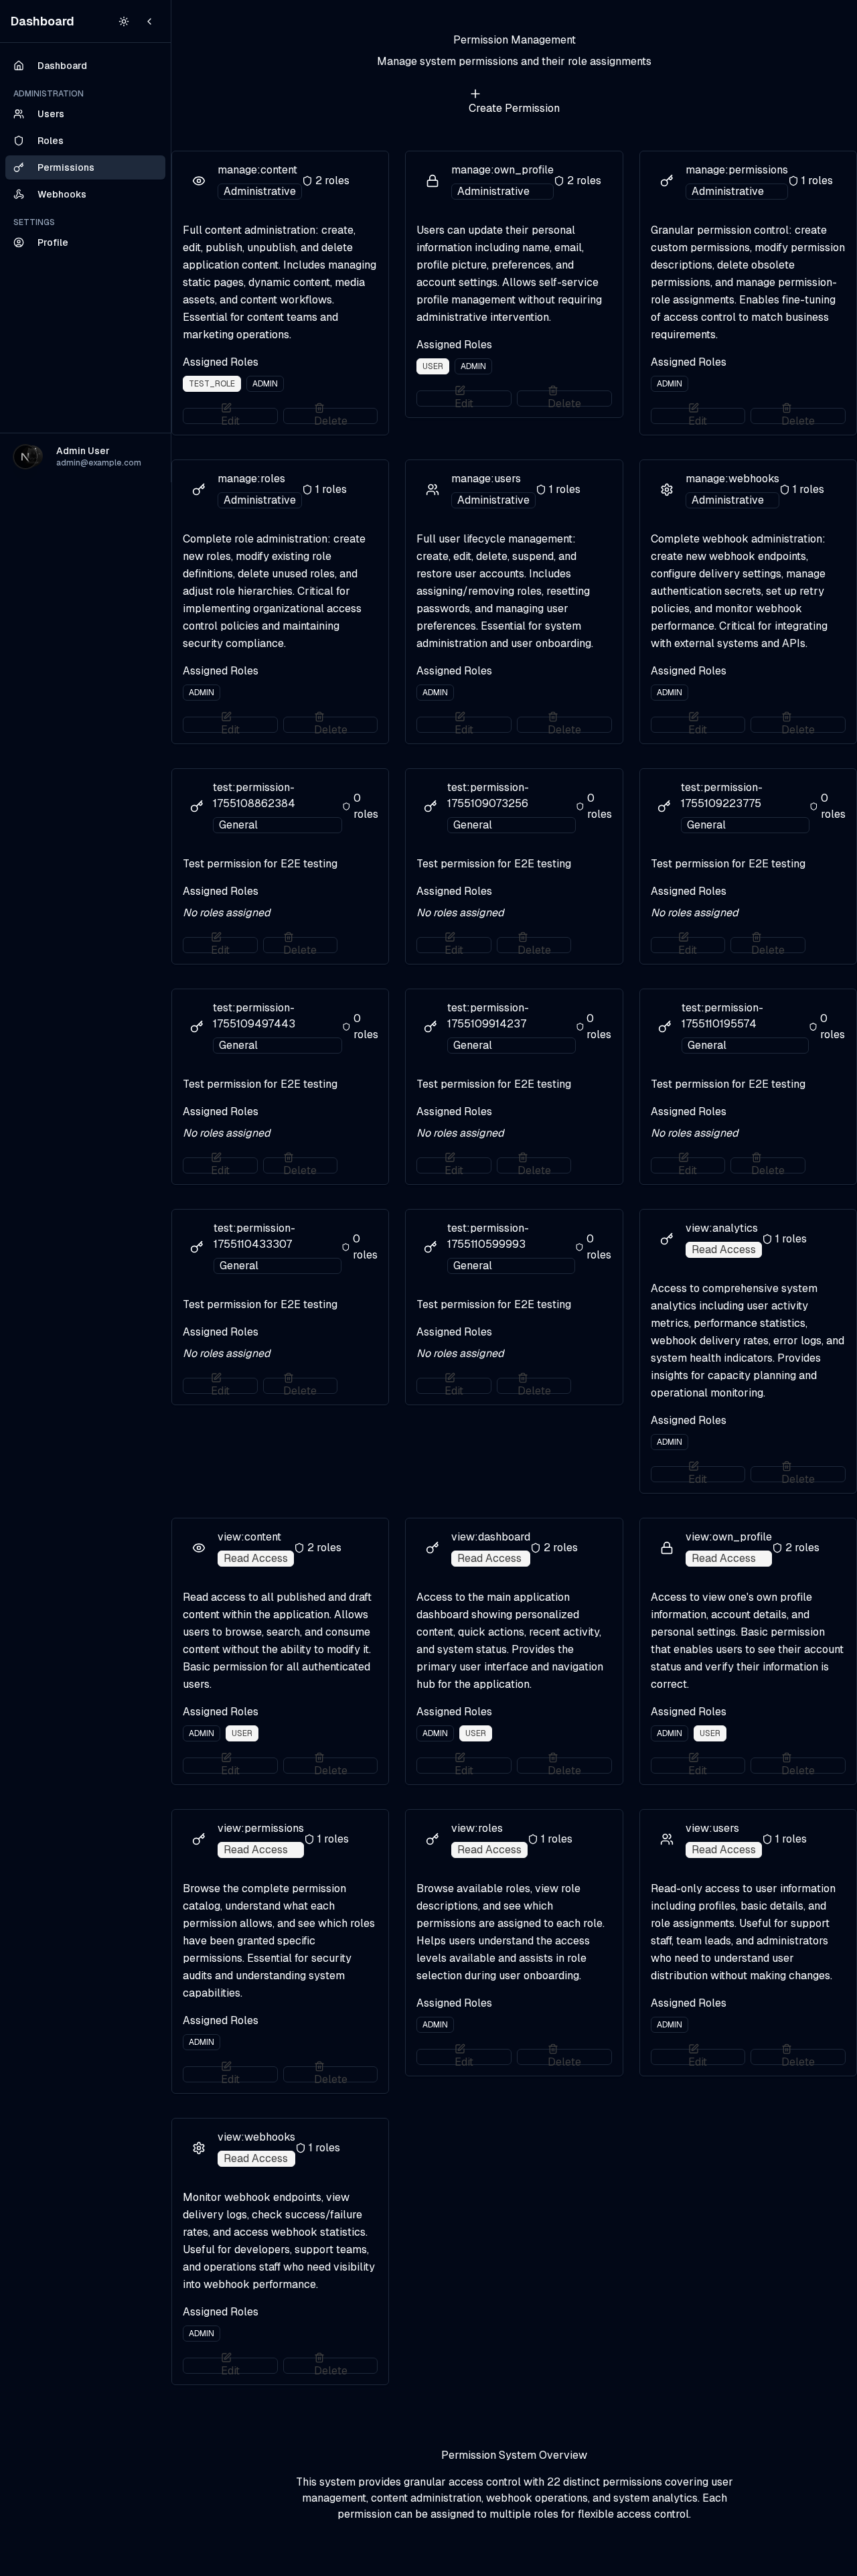 Dashboard
Dashboard
ADMINISTRATION
Users
Roles
Permissions
Webhooks
SETTINGS
Profile
Admin User
admin@example.com
Permission Management
Manage system permissions and their role assignments
Create Permission
manage:content
Administrative
2 roles
Full content administration: create,
edit, publish, unpublish, and delete
application content. Includes managing
static pages, dynamic content, media
assets, and content workflows.
Essential for content teams and
marketing operations.
Assigned Roles
TEST_ROLE ADMIN
Edit Delete
manage:own_profile
Administrative
2 roles
Users can update their personal
information including name, email,
profile picture, preferences, and
account settings. Allows self-service
profile management without requiring
administrative intervention.
Assigned Roles
USER ADMIN
Edit Delete
manage:permissions
Administrative
1 roles
Granular permission control: create
custom permissions, modify permission
descriptions, delete obsolete
permissions, and manage permission-
role assignments. Enables fine-tuning
of access control to match business
requirements.
Assigned Roles
ADMIN
Edit Delete
manage:roles
Administrative
1 roles
Complete role administration: create
new roles, modify existing role
definitions, delete unused roles, and
adjust role hierarchies. Critical for
implementing organizational access
control policies and maintaining
security compliance.
Assigned Roles
ADMIN
Edit Delete
manage:users
Administrative
1 roles
Full user lifecycle management:
create, edit, delete, suspend, and
restore user accounts. Includes
assigning/removing roles, resetting
passwords, and managing user
preferences. Essential for system
administration and user onboarding.
Assigned Roles
ADMIN
Edit Delete
manage:webhooks
Administrative
1 roles
Complete webhook administration:
create new webhook endpoints,
configure delivery settings, manage
authentication secrets, set up retry
policies, and monitor webhook
performance. Critical for integrating
with external systems and APIs.
Assigned Roles
ADMIN
Edit Delete
test:permission-
1755108862384
General
0
roles
Test permission for E2E testing
Assigned Roles
No roles assigned
Edit Delete
test:permission-
1755109073256
General
0
roles
Test permission for E2E testing
Assigned Roles
No roles assigned
Edit Delete
test:permission-
1755109223775
General
0
roles
Test permission for E2E testing
Assigned Roles
No roles assigned
Edit Delete
test:permission-
1755109497443
General
0
roles
Test permission for E2E testing
Assigned Roles
No roles assigned
Edit Delete
test:permission-
1755109914237
General
0
roles
Test permission for E2E testing
Assigned Roles
No roles assigned
Edit Delete
test:permission-
1755110195574
General
0
roles
Test permission for E2E testing
Assigned Roles
No roles assigned
Edit Delete
test:permission-
1755110433307
General
0
roles
Test permission for E2E testing
Assigned Roles
No roles assigned
Edit Delete
test:permission-
1755110599993
General
0
roles
Test permission for E2E testing
Assigned Roles
No roles assigned
Edit Delete
view:analytics
Read Access
1 roles
Access to comprehensive system
analytics including user activity
metrics, performance statistics,
webhook delivery rates, error logs, and
system health indicators. Provides
insights for capacity planning and
operational monitoring.
Assigned Roles
ADMIN
Edit Delete
view:content
Read Access
2 roles
Read access to all published and draft
content within the application. Allows
users to browse, search, and consume
content without the ability to modify it.
Basic permission for all authenticated
users.
Assigned Roles
ADMIN USER
Edit Delete
view:dashboard
Read Access
2 roles
Access to the main application
dashboard showing personalized
content, quick actions, recent activity,
and system status. Provides the
primary user interface and navigation
hub for the application.
Assigned Roles
ADMIN USER
Edit Delete
view:own_profile
Read Access
2 roles
Access to view one's own profile
information, account details, and
personal settings. Basic permission
that enables users to see their account
status and verify their information is
correct.
Assigned Roles
ADMIN USER
Edit Delete
view:permissions
Read Access
1 roles
Browse the complete permission
catalog, understand what each
permission allows, and see which roles
have been granted specific
permissions. Essential for security
audits and understanding system
capabilities.
Assigned Roles
ADMIN
Edit Delete
view:roles
Read Access
1 roles
Browse available roles, view role
descriptions, and see which
permissions are assigned to each role.
Helps users understand the access
levels available and assists in role
selection during user onboarding.
Assigned Roles
ADMIN
Edit Delete
view:users
Read Access
1 roles
Read-only access to user information
including profiles, basic details, and
role assignments. Useful for support
staff, team leads, and administrators
who need to understand user
distribution without making changes.
Assigned Roles
ADMIN
Edit Delete
view:webhooks
Read Access
1 roles
Monitor webhook endpoints, view
delivery logs, check success/failure
rates, and access webhook statistics.
Useful for developers, support teams,
and operations staff who need visibility
into webhook performance.
Assigned Roles
ADMIN
Edit Delete
Permission System Overview
This system provides granular access control with 22 distinct permissions covering user
management, content administration, webhook operations, and system analytics. Each
permission can be assigned to multiple roles for flexible access control.